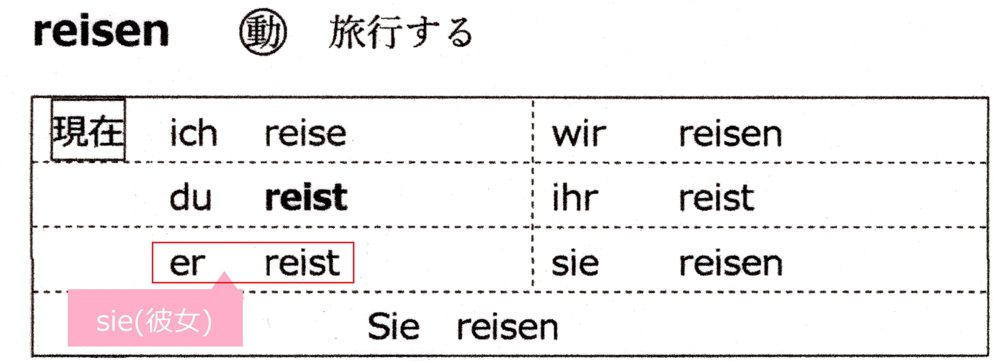 reisen 動 旅行する
現在 ich reise wir reisen
du reist ihr reist
er reist sie reisen
sie(彼女)
Sie reisen